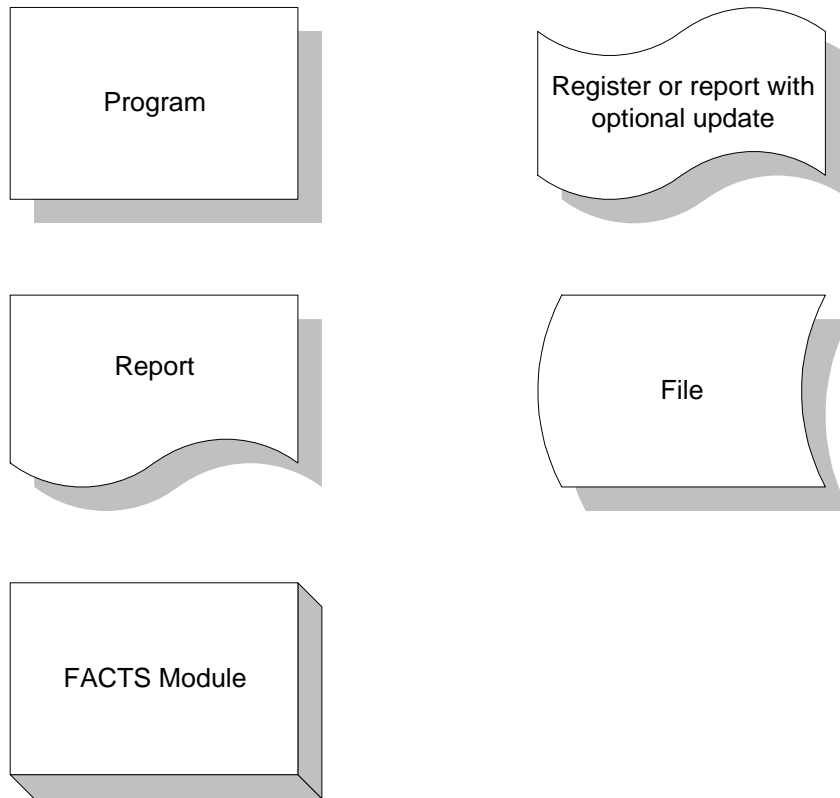 Program
Register or report with
optional update
Report
File
FACTS Module